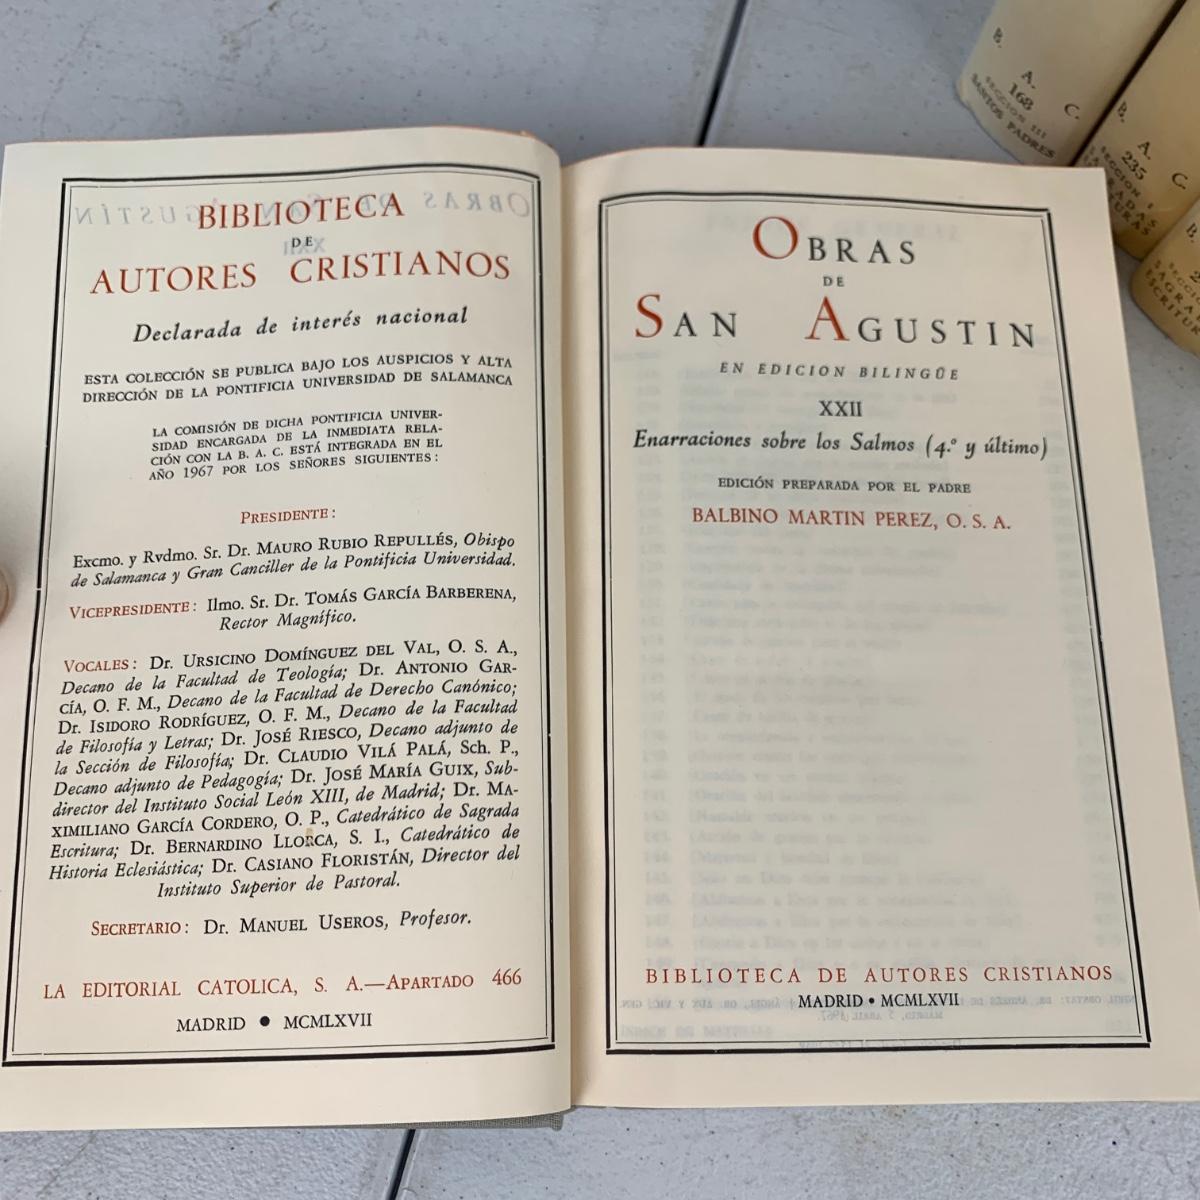 BIBLIOTECA
DE
AUTORES CRISTIANOS
Declarada de interés nacional
ESTA COLECCIÓN SE PUBLICA BAJO LOS AUSPICIOS Y ALTA
DIRECCIÓN DE LA PONTIFICIA UNIVERSIDAD DE SALAMANCA
LA COMISIÓN DE DICHA PONTIFICIA UNIVER-
SIDAD ENCARGADA DE LA INMEDIATA RELA-
CIÓN CON LA B. A. C. ESTÁ INTEGRADA EN EL
AÑO 1967 POR LOS SEÑORES SIGUIENTES:
PRESIDENTE:
Excmo. y Rvdmo. Sr. Dr. MAURO RUBIO REPULLÉS, Obispo
de Salamanca y Gran Canciller de la Pontificia Universidad.
VICEPRESIDENTE: Ilmo. Sr. Dr. TOMÁS GARCÍA BARBERENA,
Rector Magnífico.
VOCALES: Dr. URSICINO DOMÍNGUEZ DEL VAL, O. S. A.,
Decano de la Facultad de Teología; Dr. ANTONIO GAR-
CÍA, O. F. M., Decano de la Facultad de Derecho Canónico;
Dr. ISIDORO RODRÍGUEZ, O. F. M., Decano de la Facultad
de Filosofía y Letras; Dr. JOSÉ RIESCO, Decano adjunto de
la Sección de Filosofía; Dr. CLAUDIO VILÁ PALÁ, Sch. P.,
Decano adjunto de Pedagogía; Dr. JOSÉ MARÍA GUIX, Sub-
director del Instituto Social León XIII, de Madrid; Dr. MA-
XIMILIANO GARCÍA CORDERO, O. P., Catedrático de Sagrada
Escritura; Dr. BERNARDINO LLORCA, S. I., Catedrático de
Historia Eclesiástica; Dr. CASIANO FLORISTÁN, Director del
Instituto Superior de Pastoral.
SECRETARIO: Dr. MANUEL USEROS, Profesor.
LA EDITORIAL CATOLICA, S. A.—APARTADO 466
MADRID • MCMLXVII
OBRAS
DE
SAN AGUSTIN
EN EDICION BILINGÜE
XXII
Enarraciones sobre los Salmos (4.º y último)
EDICIÓN PREPARADA POR EL PADRE
BALBINO MARTIN PEREZ, O. S. A.
BIBLIOTECA DE AUTORES CRISTIANOS
MADRID • MCMLXVII
B. A. C.
168
SECCION III
SANTOS PADRES
B. A. C.
235
SECCION I
SAGRADAS
ESCRITURAS
B.
2
SECCI
SAGRA
ESCRITU